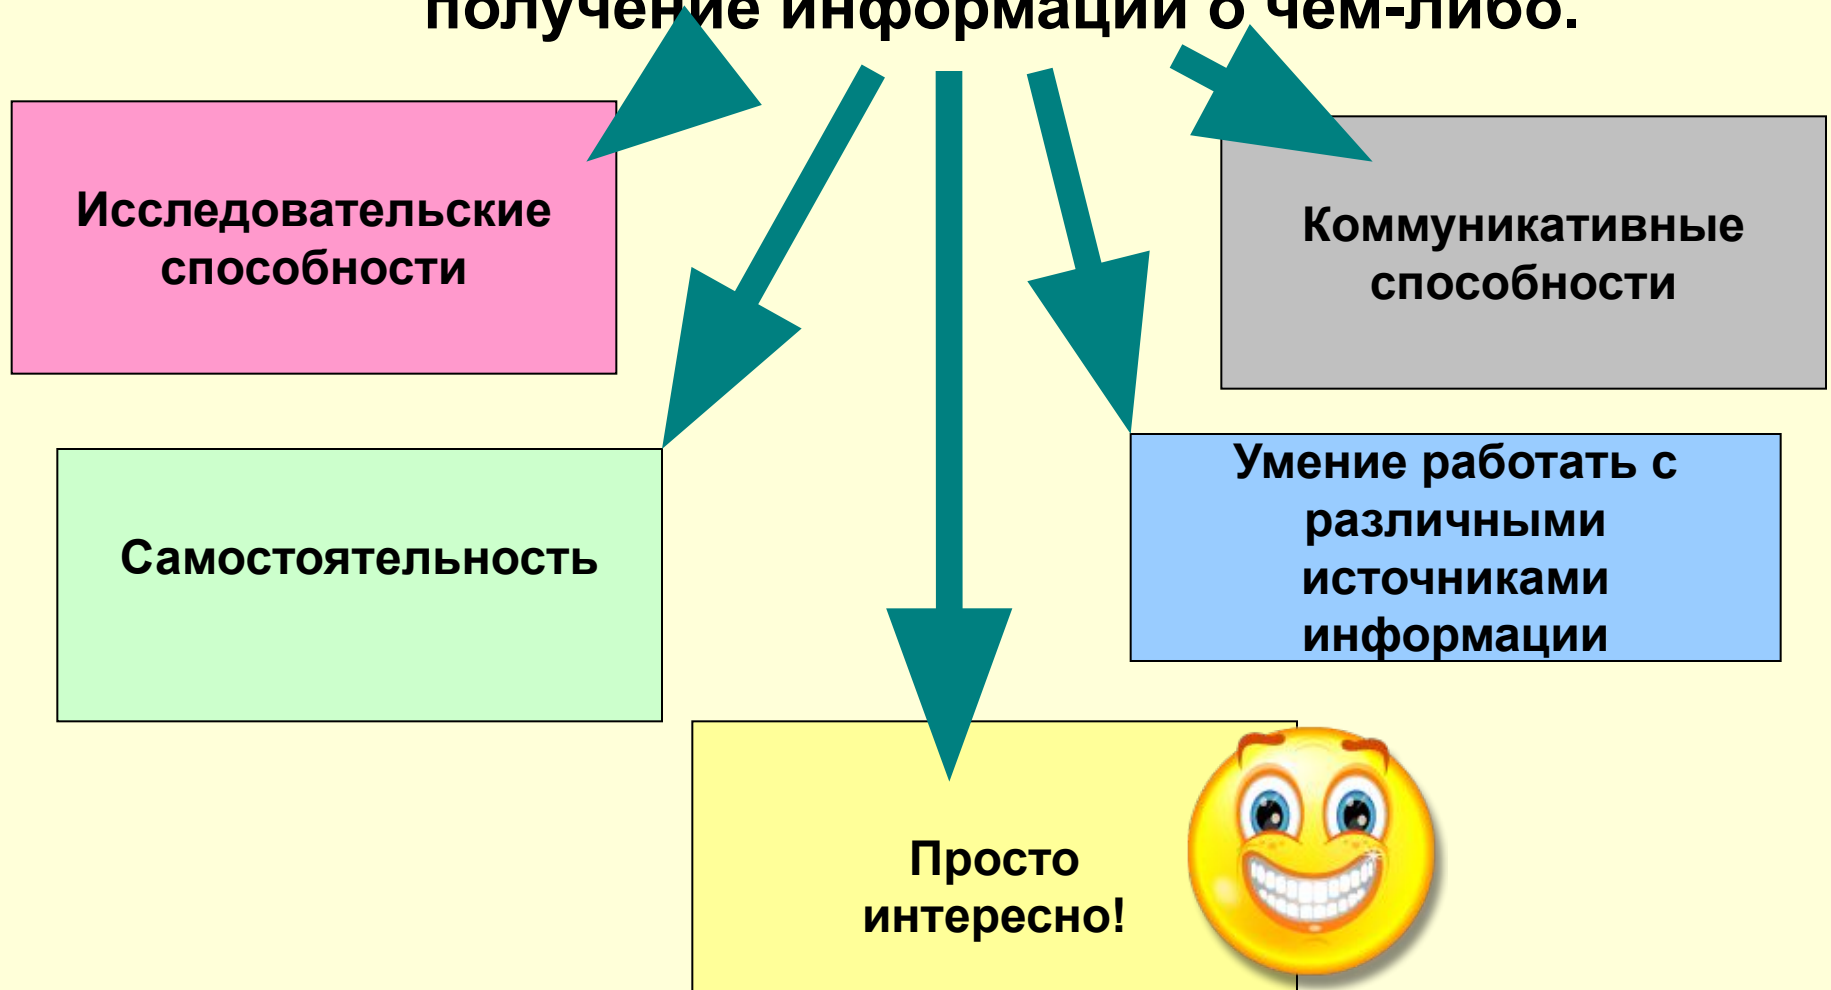 получение информации о чем-либо.
Исследовательские
способности
Коммуникативные
способности
Самостоятельность
Умение работать с
различными
источниками
информации
Просто
интересно!